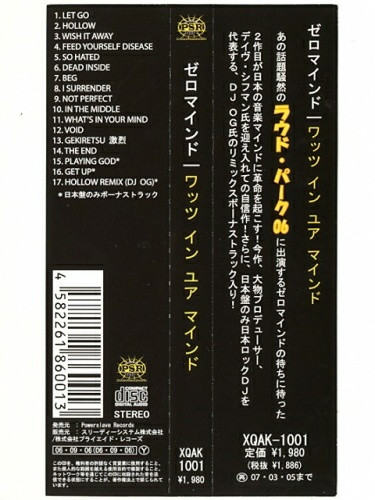 1. LET GO
2. HOLLOW
3. WISH IT AWAY
4. FEED YOURSELF DISEASE
5. SO HATED
6. DEAD INSIDE
7. BEG
8. I SURRENDER
9. NOT PERFECT
10. IN THE MIDDLE
11. WHAT'S IN YOUR MIND
12. VOID
13. GEKIRETSU 激烈
14. THE END
15. PLAYING GOD*
16. GET UP*
17. HOLLOW REMIX (DJ OG)*
* 日本盤のみボーナストラック
4 582261 860013
COMPACT
disc
DIGITAL AUDIO
STEREO
発売元 : Powerslave Records
販売元 : スリーディーシステム株式会社
/株式会社プライエイド・レコーズ
06・09・06(06・09・06) Y
PSR
ゼロマインド|ワッツ イン ユア マインド
PSR
XQAK
1001
¥1,980
ゼロマインド|ワッツ イン ユア マインド
あの話題騒然のラウド・パーク06に出演するゼロマインドの待ちに待った
2作目が日本の音楽マインドに革命を起こす!今作、大物プロデューサー、
デイヴ・シフマン氏を迎え入れての自信作!さらに、日本盤のみ日本ロックDJを
代表する、DJ OG氏のリミックスボーナストラック入り!
XQAK-1001
定価 ¥1,980
(税抜 ¥1,886)
再 07・03・05まで